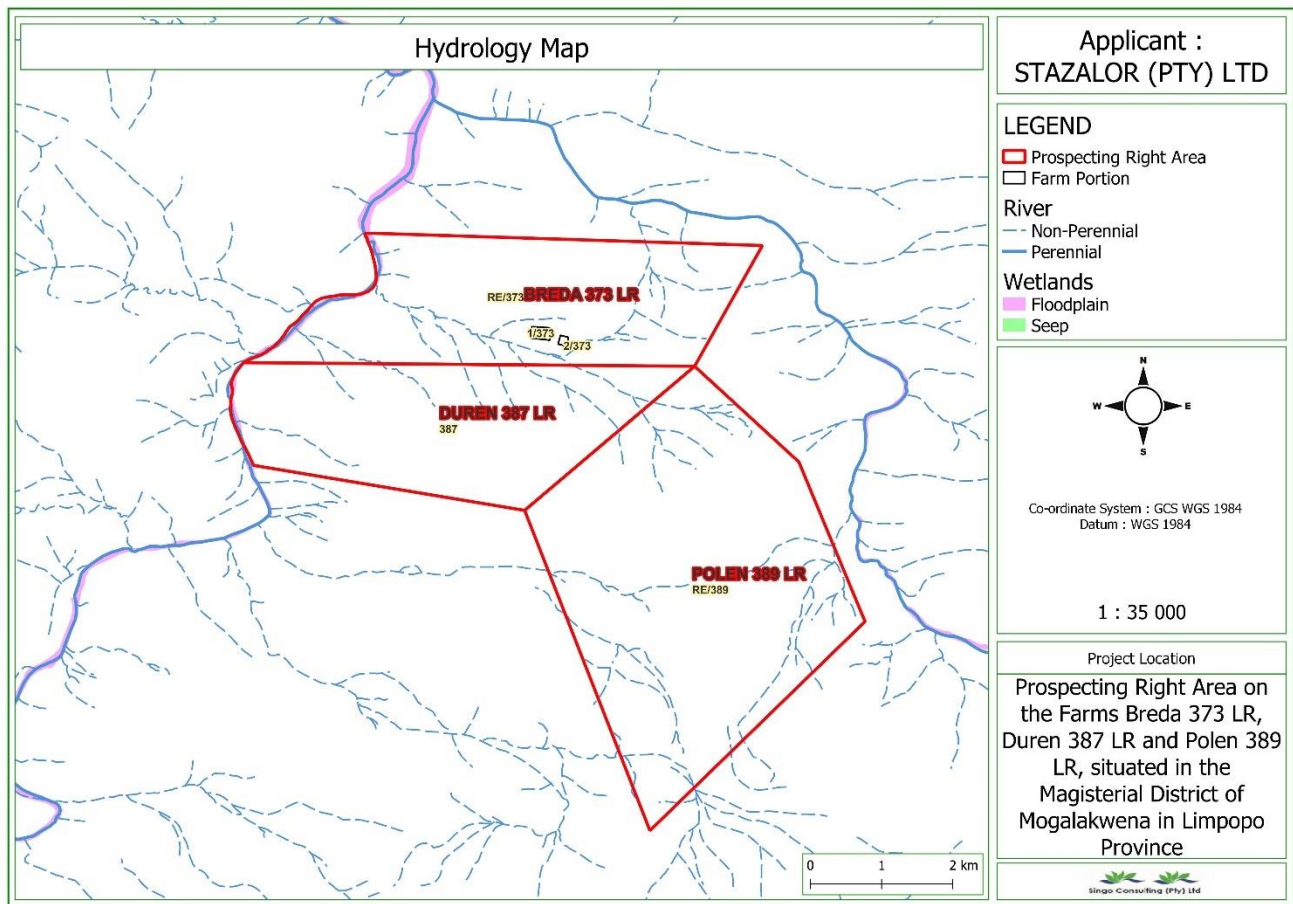 Hydrology Map
RE/373
BREDA 373 LR
1/373
2/373
DUREN 387 LR
387
POLEN 389 LR
RE/389
0 1 2 km
Applicant :
STAZALOR (PTY) LTD
LEGEND
Prospecting Right Area
Farm Portion
River
Non-Perennial
Perennial
Wetlands
Floodplain
Seep
N
W E
S
Co-ordinate System : GCS WGS 1984
Datum : WGS 1984
1 : 35 000
Project Location
Prospecting Right Area on
the Farms Breda 373 LR,
Duren 387 LR and Polen 389
LR, situated in the
Magisterial District of
Mogalakwena in Limpopo
Province
Singo Consulting (Pty) Ltd